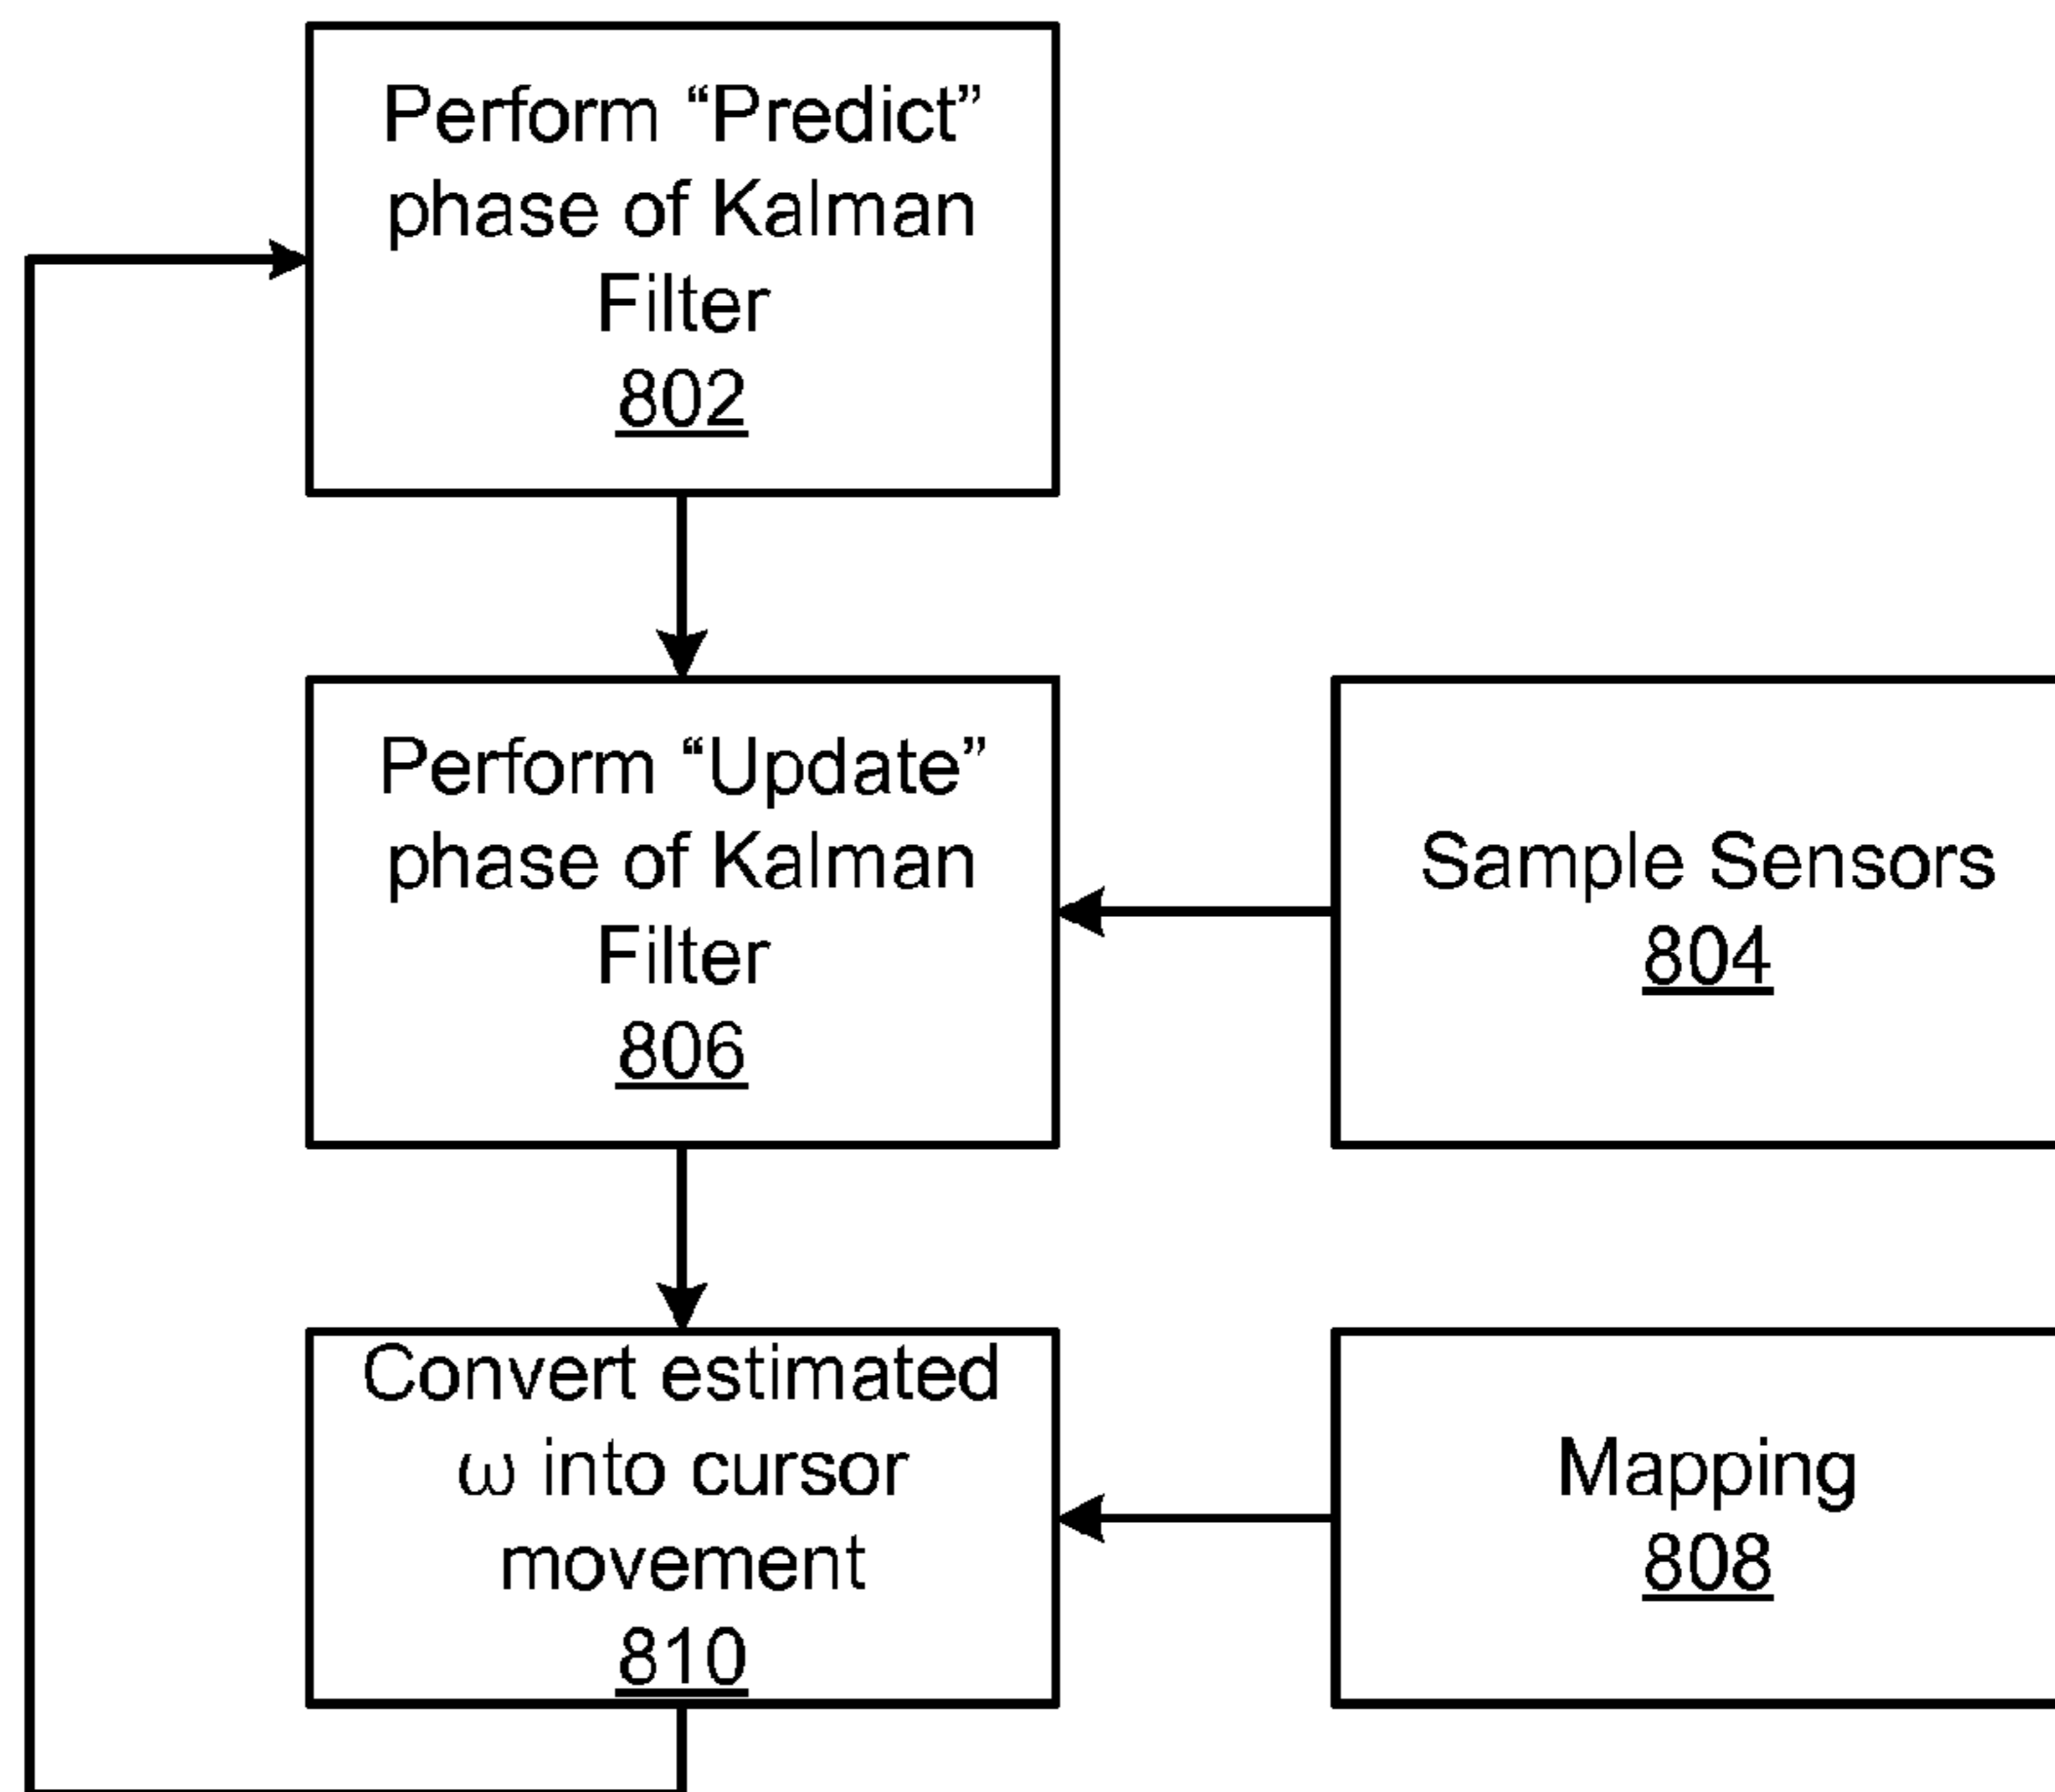 Perform “Predict”
phase of Kalman
Filter
802
Perform “Update”
phase of Kalman
Filter
806
Sample Sensors
804
Convert estimated
ω into cursor
movement
810
Mapping
808